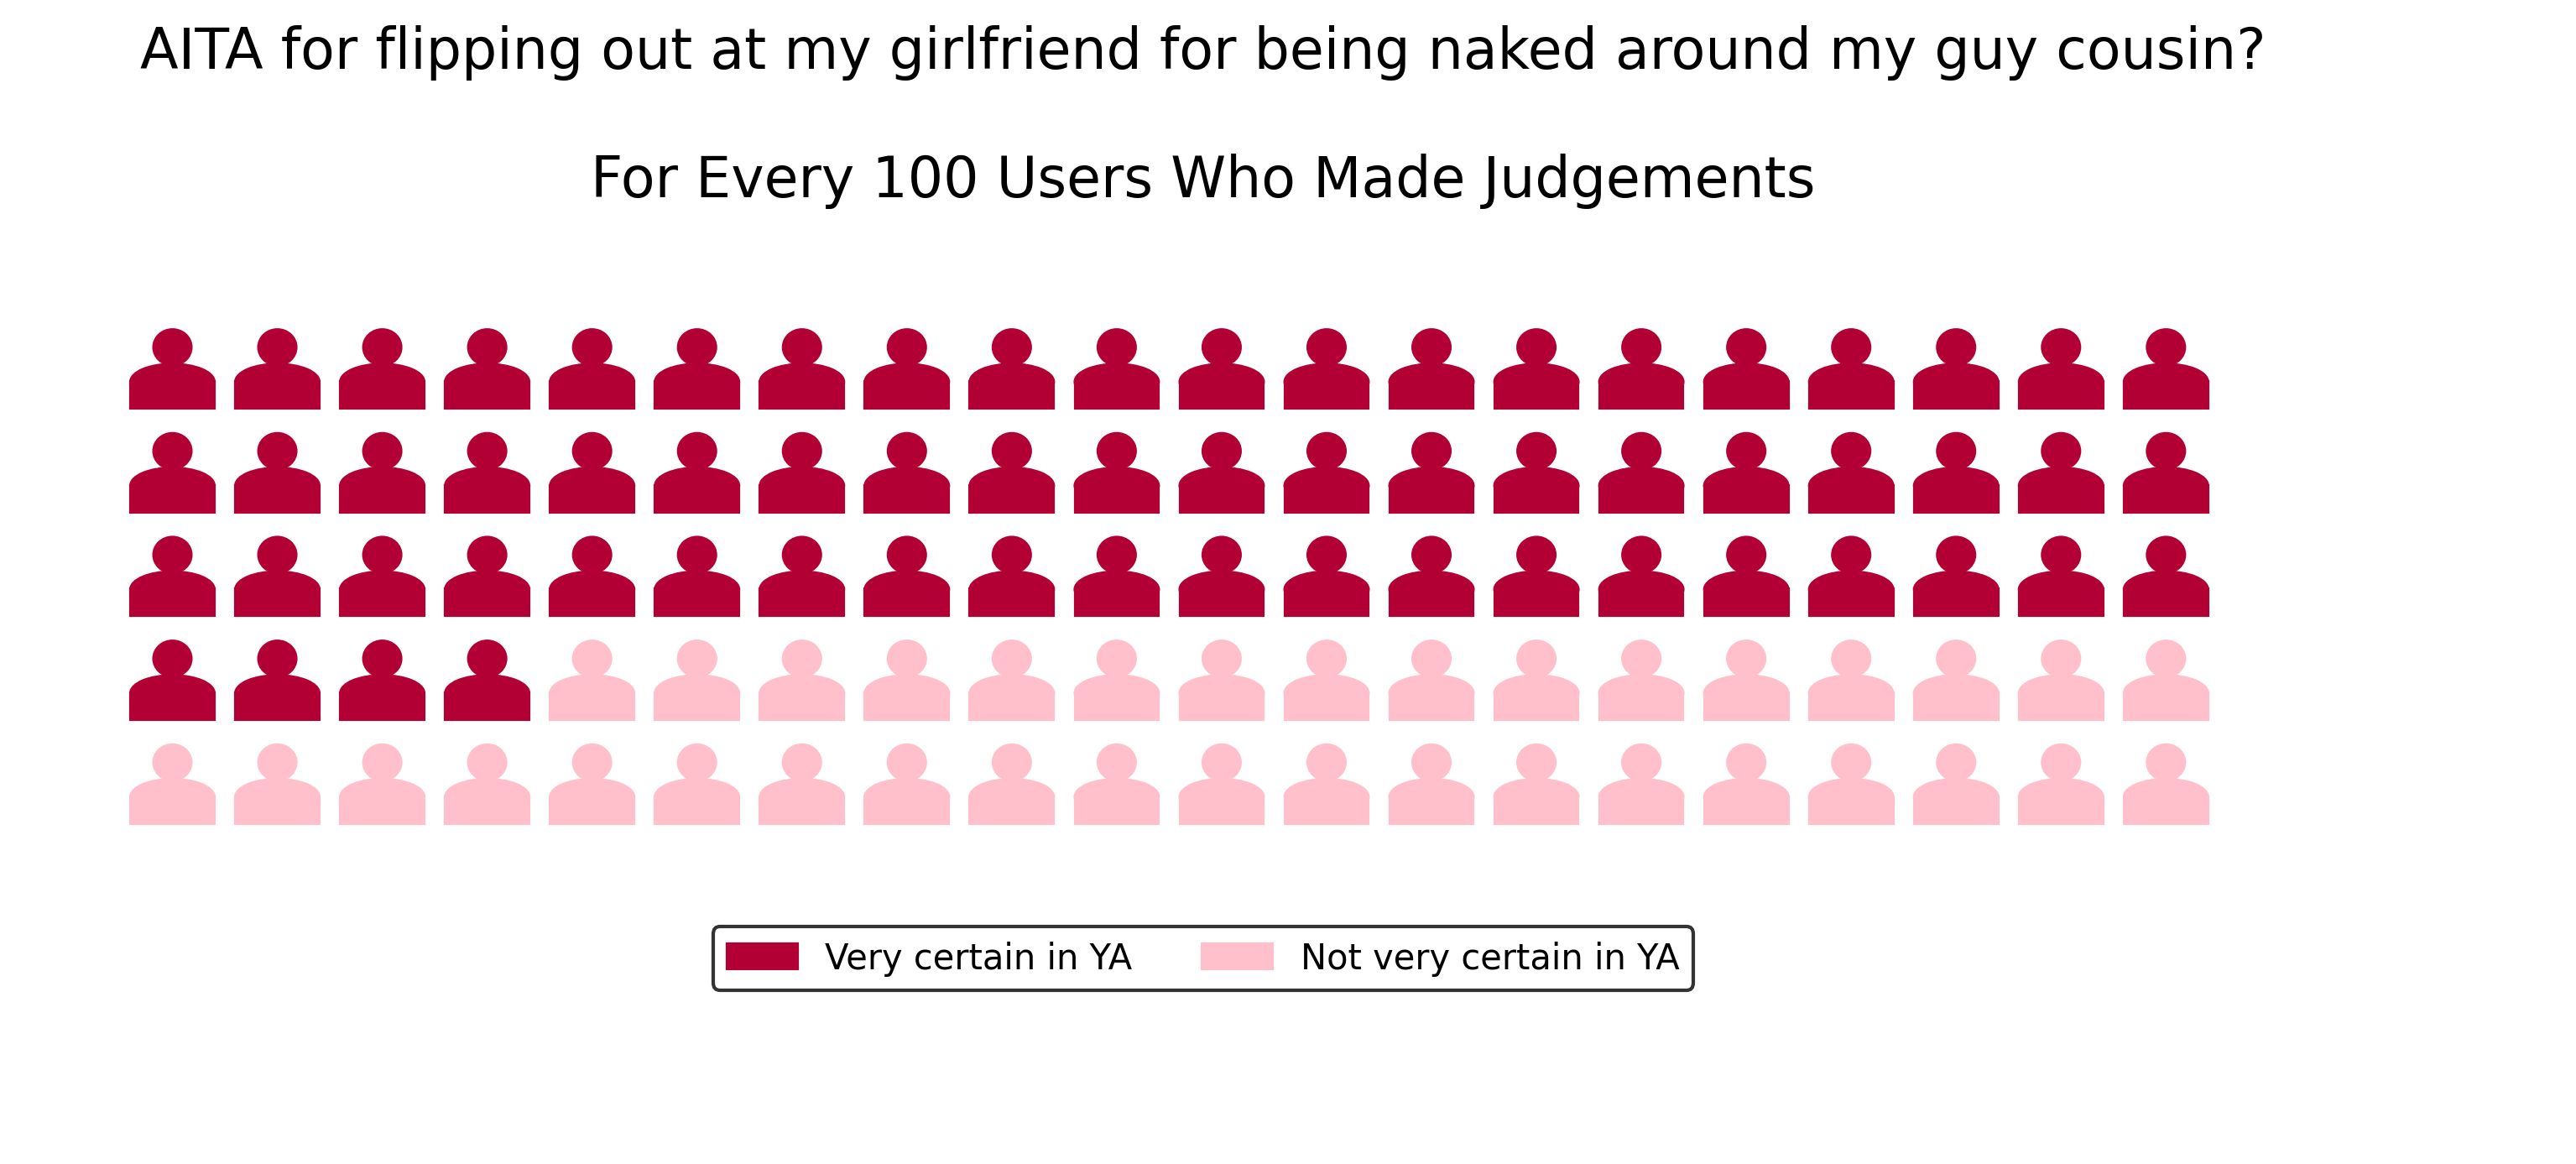 AITA for flipping out at my girlfriend for being naked around my guy cousin?
For Every 100 Users Who Made Judgements
Very certain in YA
Not very certain in YA